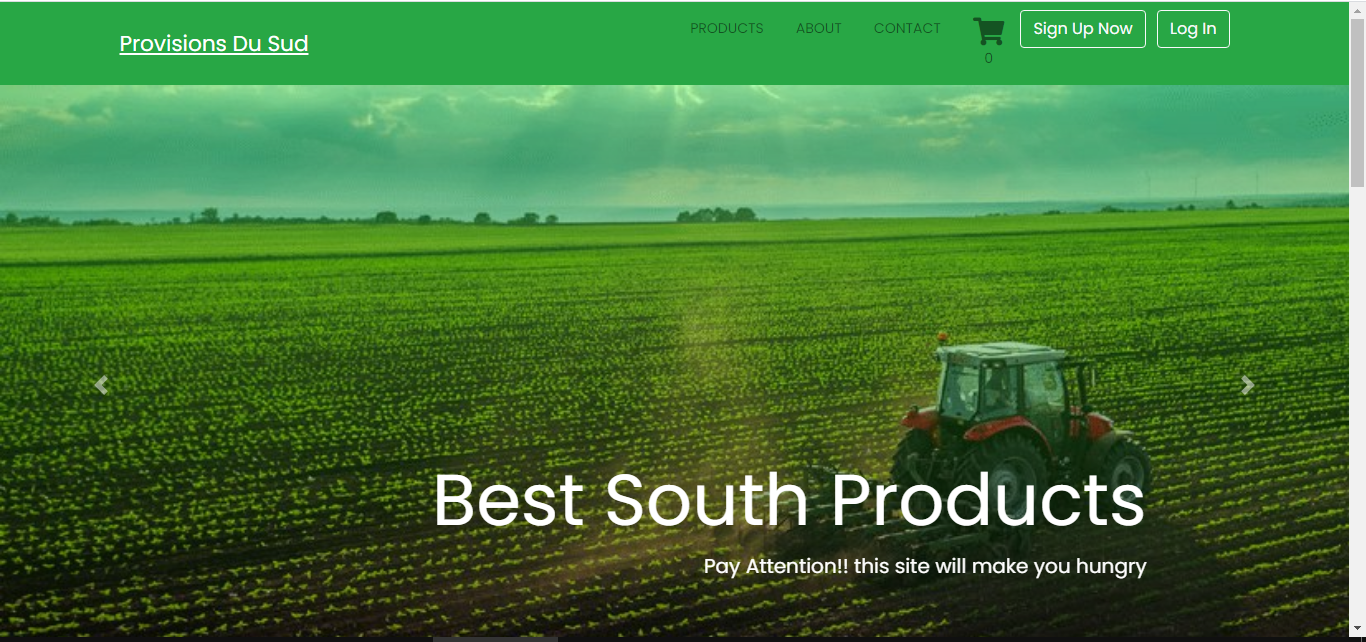 Provisions Du Sud
PRODUCTS
ABOUT
CONTACT
0
Sign Up Now
Log In
Best South Products
Pay Attention!! this site will make you hungry